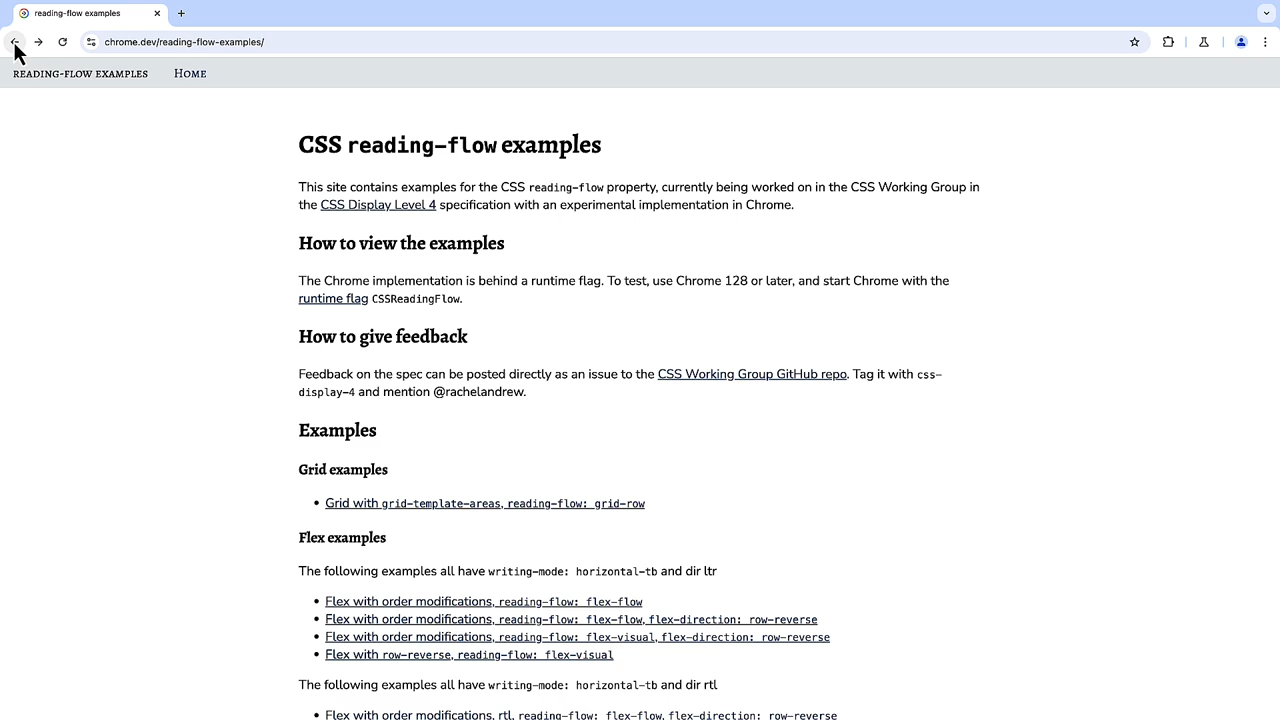 reading-flow examples
chrome.dev/reading-flow-examples/
READING-FLOW EXAMPLES HOME
CSS reading-flow examples
This site contains examples for the CSS reading-flow property, currently being worked on in the CSS Working Group in
the CSS Display Level 4 specification with an experimental implementation in Chrome.
How to view the examples
The Chrome implementation is behind a runtime flag. To test, use Chrome 128 or later, and start Chrome with the
runtime flag CSSReadingFlow.
How to give feedback
Feedback on the spec can be posted directly as an issue to the CSS Working Group GitHub repo. Tag it with css-
display-4 and mention @rachelandrew.
Examples
Grid examples
• Grid with grid-template-areas, reading-flow: grid-row
Flex examples
The following examples all have writing-mode: horizontal-tb and dir ltr
• Flex with order modifications, reading-flow: flex-flow
• Flex with order modifications, reading-flow: flex-flow, flex-direction: row-reverse
• Flex with order modifications, reading-flow: flex-visual, flex-direction: row-reverse
• Flex with row-reverse, reading-flow: flex-visual
The following examples all have writing-mode: horizontal-tb and dir rtl
• Flex with order modifications, rtl, reading-flow: flex-flow, flex-direction: row-reverse